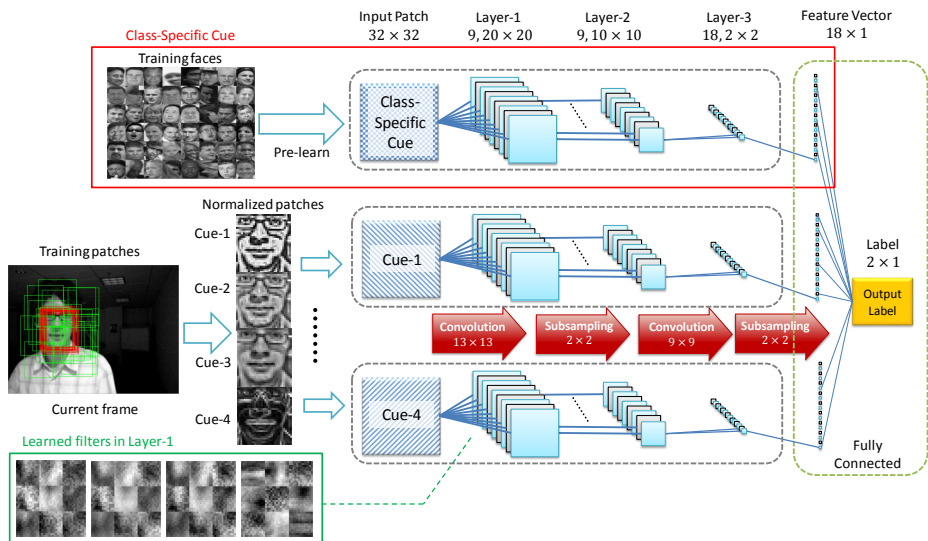 Class-Specific Cue
Input Patch
32 × 32
Layer-1
9, 20 × 20
Layer-2
9, 10 × 10
Layer-3
18, 2 × 2
Feature Vector
18 × 1
Training faces
Pre-learn
Class-
Specific
Cue
Normalized patches
Cue-1
Cue-2
Cue-3
Cue-4
Training patches
Current frame
Cue-1
Convolution
13 × 13
Subsampling
2 × 2
Convolution
9 × 9
Subsampling
2 × 2
Cue-4
Label
2 × 1
Output
Label
Fully
Connected
Learned filters in Layer-1